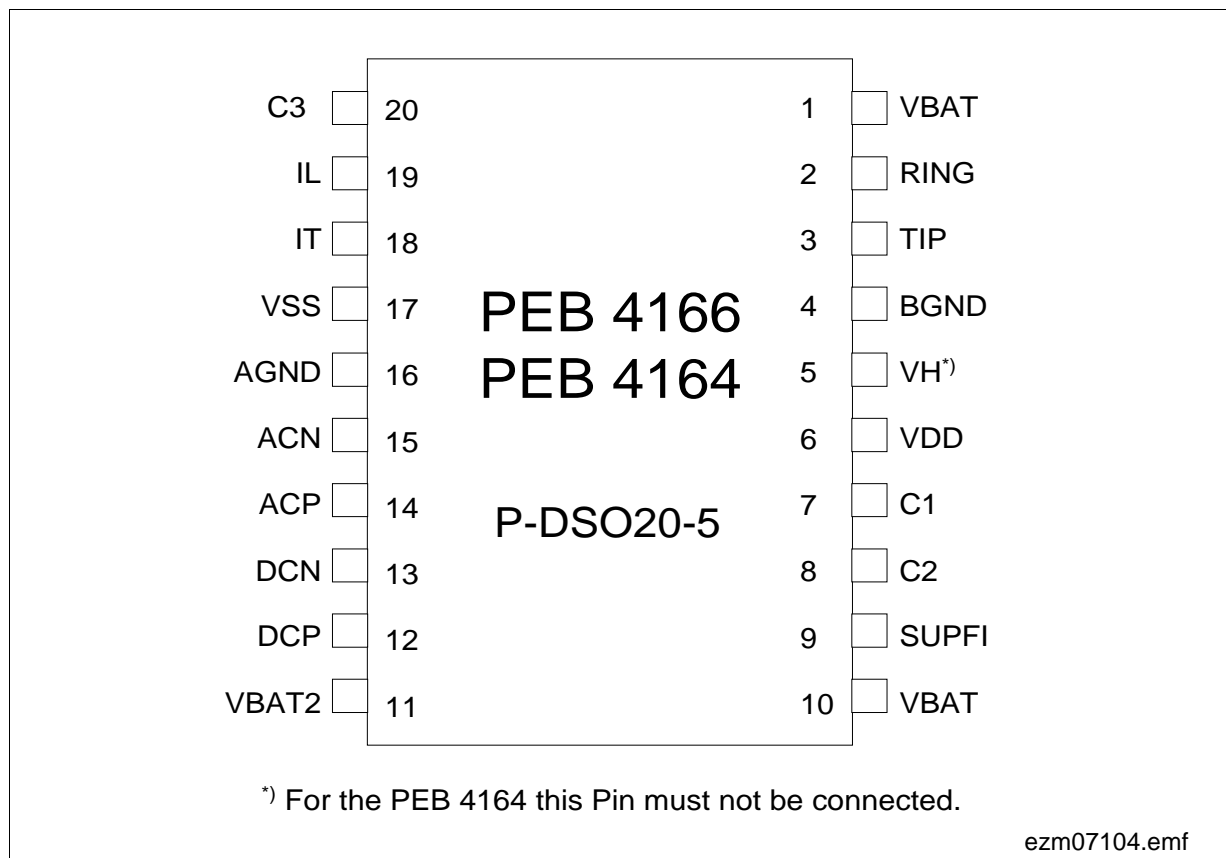 C3 20 1 VBAT
IL 19 2 RING
IT 18 3 TIP
VSS 17 PEB 4166 4 BGND
AGND 16 PEB 4164 5 VH*)
ACN 15 6 VDD
ACP 14 P-DSO20-5 7 C1
DCN 13 8 C2
DCP 12 9 SUPFI
VBAT2 11 10 VBAT
*) For the PEB 4164 this Pin must not be connected.
ezm07104.emf